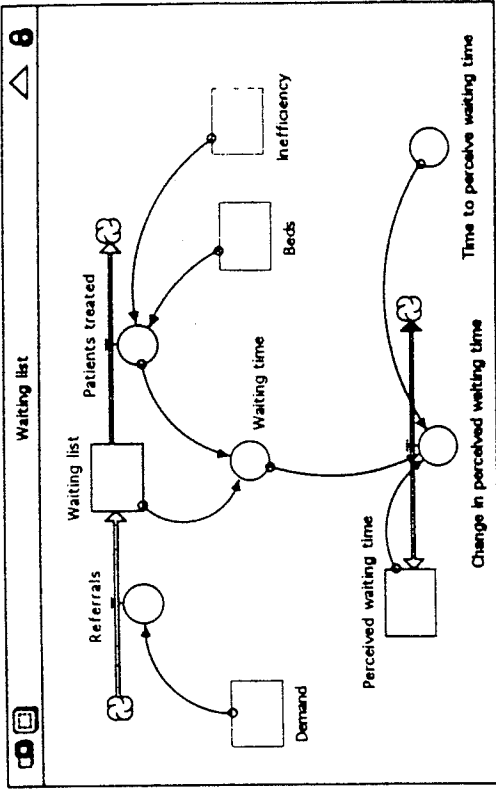 Waiting list
Waiting list
Patients treated
Referrals
Inefficiency
Beds
Waiting time
Demand
Perceived waiting time
Time to perceive waiting time
Change in perceived waiting time